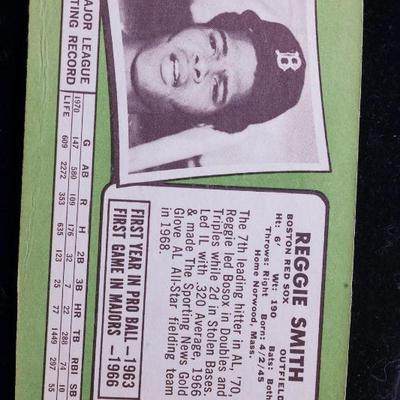 REGGIE SMITH
BOSTON RED SOX OUTFIELD
Ht: 6' Wt: 190 Bats: Both
Throws: Right Born: 4/2/45
Home Norwood, Mass.
The 7th leading hitter in AL, '70,
Reggie led Bosox in Doubles and
Triples while 2d in Stolen Bases.
Led IL with .320 Average 1966
& made The Sporting News Gold
Glove AL All-Star fielding team
in 1968.
FIRST YEAR IN PRO BALL—1963
FIRST GAME IN MAJORS—1966
B
AJOR LEAGUE
TING RECORD
G AB R H 2B 3B HR TB RBI SB
1970 147 580 109 176 32 7 22 288 74 10
LIFE 609 2272 353 635 123 25 77 1449 297 55